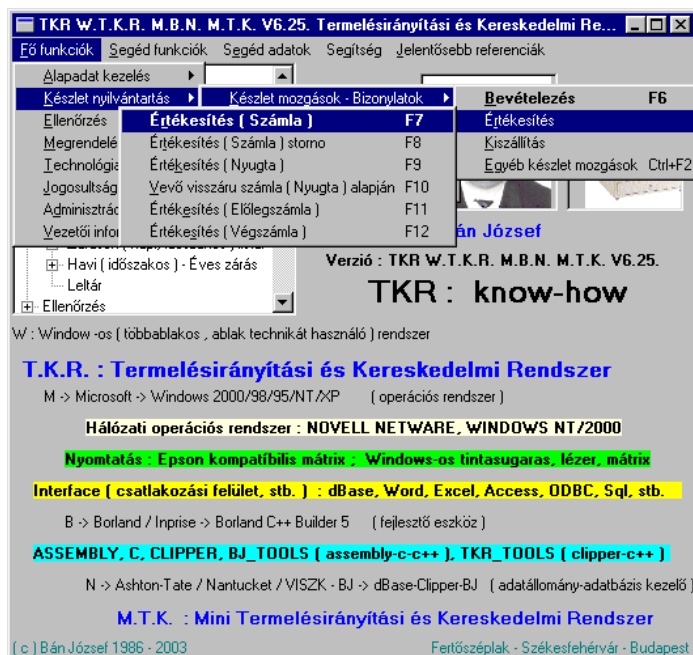 TKR W.T.K.R. M.B.N. M.T.K. V6.25. Termelésirányítási és Kereskedelmi Re...
Fő funkciók Segéd funkciók Segéd adatok Segítség Jelentősebb referenciák
Alapadat kezelés
Készlet nyilvántartás
Ellenőrzés
Megrendelé
Technológia
Jogosultság
Adminisztrác
Vezetői infor
Készlet mozgások - Bizonylatok
Bevételezés F6
Értékesítés
Kiszállítás
Egyéb készlet mozgások Ctrl+F2
Értékesítés ( Számla ) F7
Értékesítés ( Számla ) storno F8
Értékesítés ( Nyugta ) F9
Vevő visszáru számla ( Nyugta ) alapján F10
Értékesítés ( Előlegszámla ) F11
Értékesítés ( Végszámla ) F12
án József
Havi ( időszakos ) - Éves zárás
Leltár
Ellenőrzés
Verzió : TKR W.T.K.R. M.B.N. M.T.K. V6.25.
TKR : know-how
W : Window -os ( többablakos , ablak technikát használó ) rendszer
T.K.R. : Termelésirányítási és Kereskedelmi Rendszer
M -> Microsoft -> Windows 2000/98/95/NT/XP ( operációs rendszer )
Hálózati operációs rendszer : NOVELL NETWARE, WINDOWS NT/2000
Nyomtatás : Epson kompatíbilis mátrix ; Windows-os tintasugaras, lézer, mátrix
Interface ( csatlakozási felület, stb. ) : dBase, Word, Excel, Access, ODBC, Sql, stb.
B -> Borland / Inprise -> Borland C++ Builder 5 ( fejlesztő eszköz )
ASSEMBLY, C, CLIPPER, BJ_TOOLS ( assembly-c-c++ ), TKR_TOOLS ( clipper-c++ )
N -> Ashton-Tate / Nantucket / VISZK - BJ -> dBase-Clipper-BJ ( adatállomány-adatbázis kezelő )
M.T.K. : Mini Termelésirányítási és Kereskedelmi Rendszer
( c ) Bán József 1986 - 2003 Fertőszéplak - Székesfehérvár - Budapest